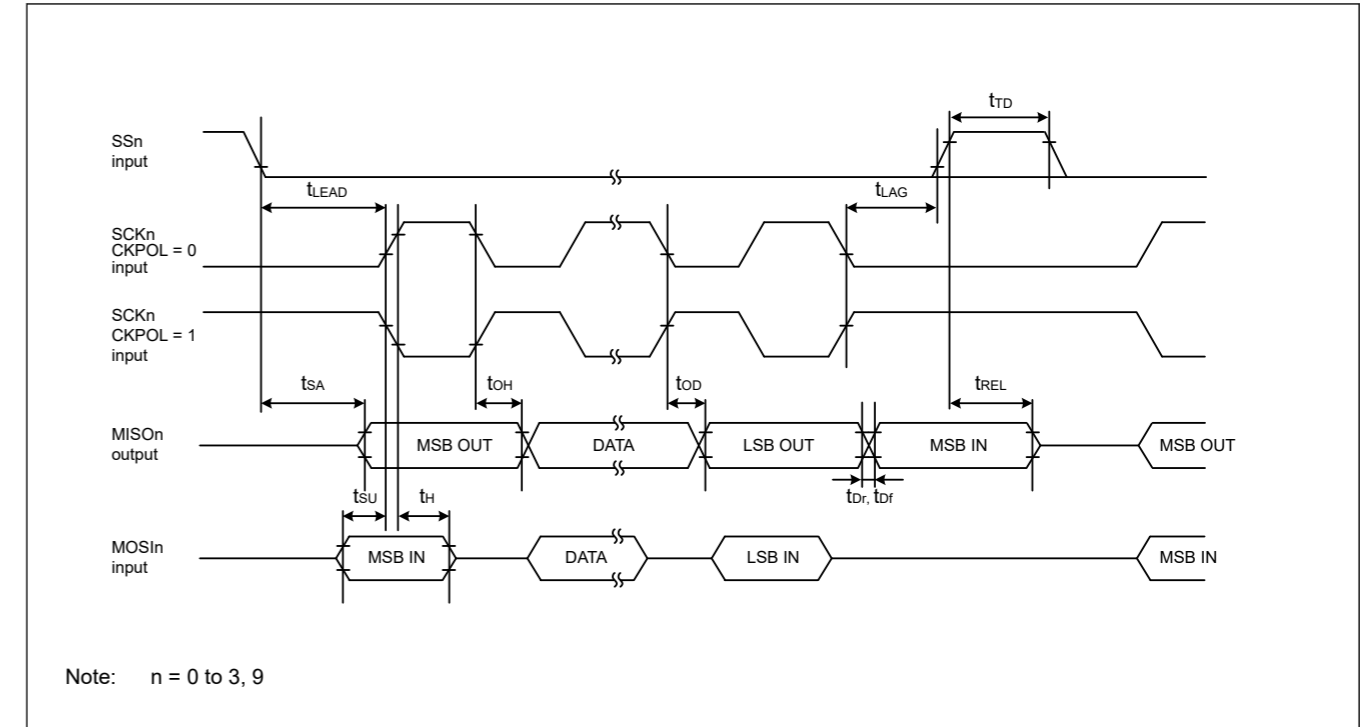 tTD
SSn
input
tLEAD
tLAG
SCKn
CKPOL = 0
input
SCKn
CKPOL = 1
input
tSA
tOH
tOD
tREL
MISOn
output
MSB OUT
DATA
LSB OUT
MSB IN
MSB OUT
tSU
tH
tDr, tDf
MOSIn
input
MSB IN
DATA
LSB IN
MSB IN
Note: n = 0 to 3, 9